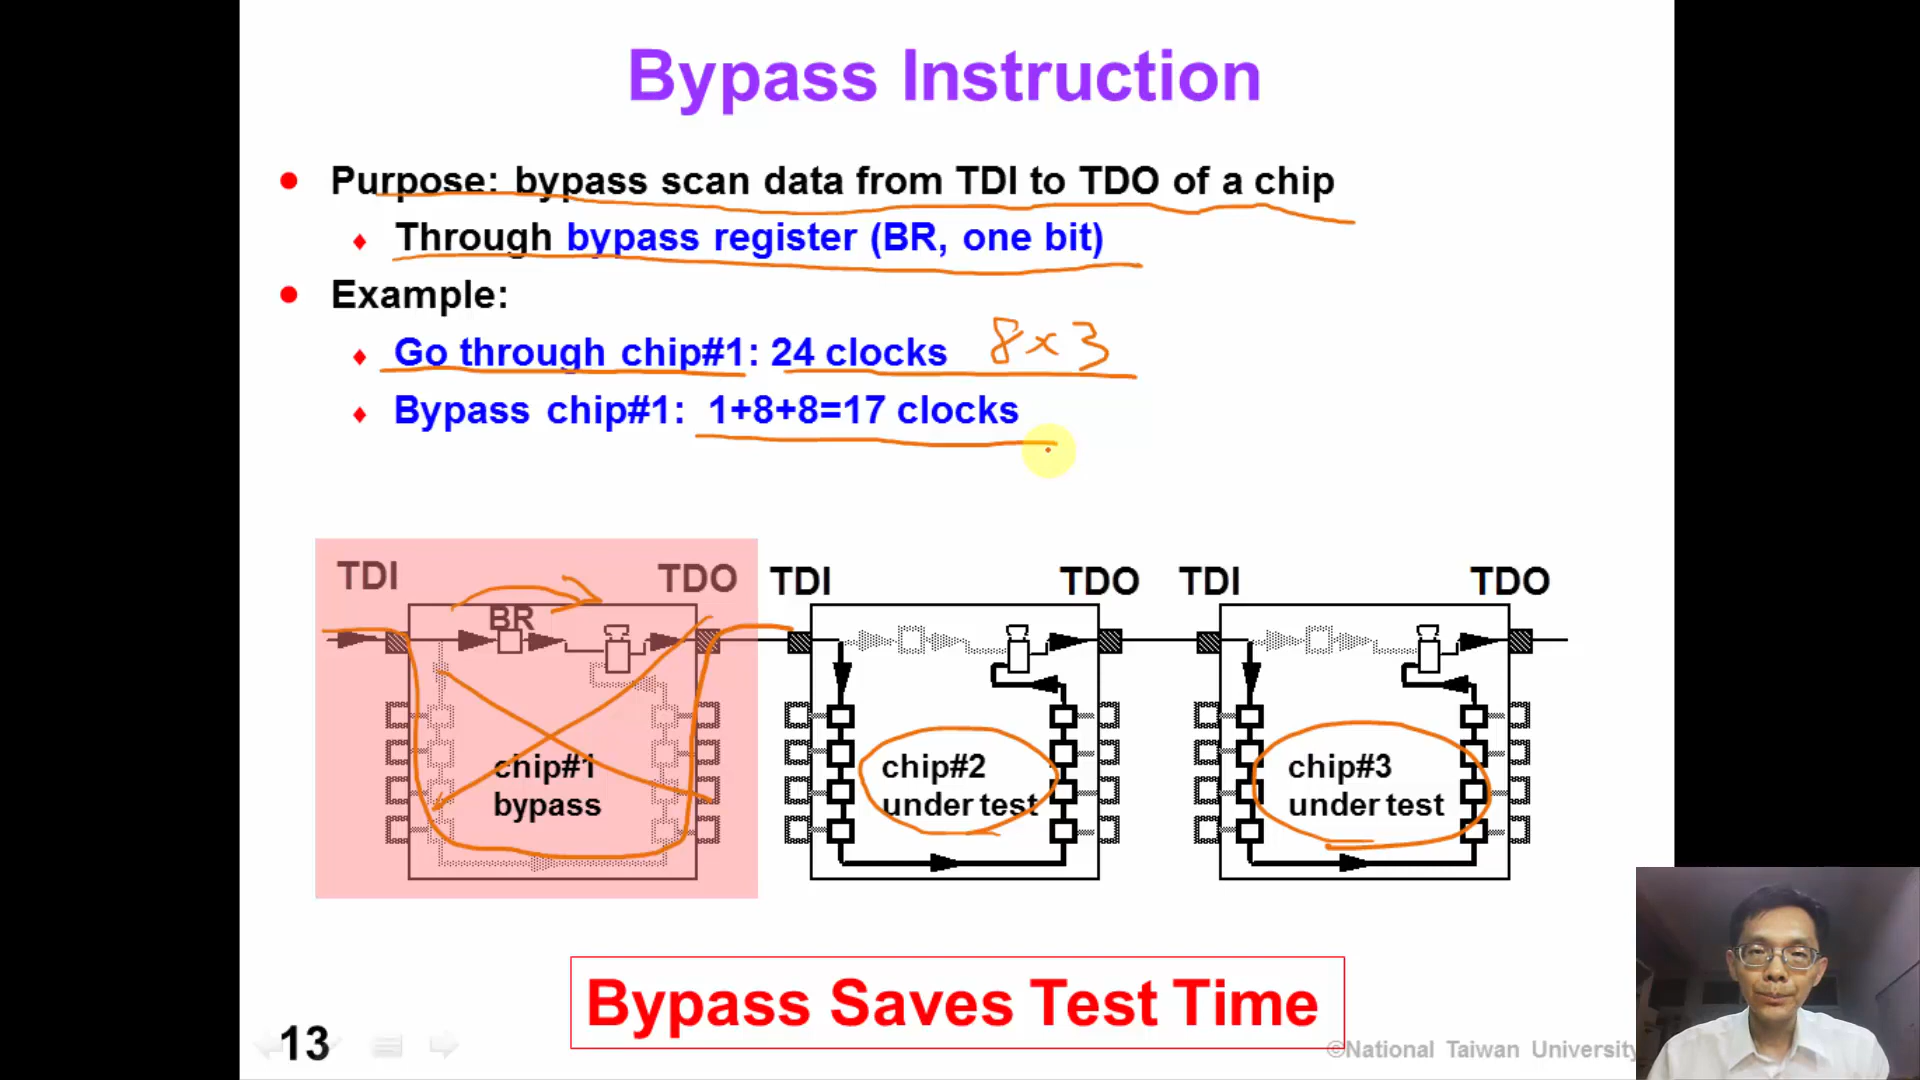 Bypass Instruction
Purpose: bypass scan data from TDI to TDO of a chip
Through bypass register (BR, one bit)
Example:
Go through chip#1: 24 clocks 8 × 3
Bypass chip#1: 1+8+8=17 clocks
TDI TDO TDI TDO TDI TDO
BR
chip#1 chip#2 chip#3
bypass under test under test
Bypass Saves Test Time
13
©National Taiwan University